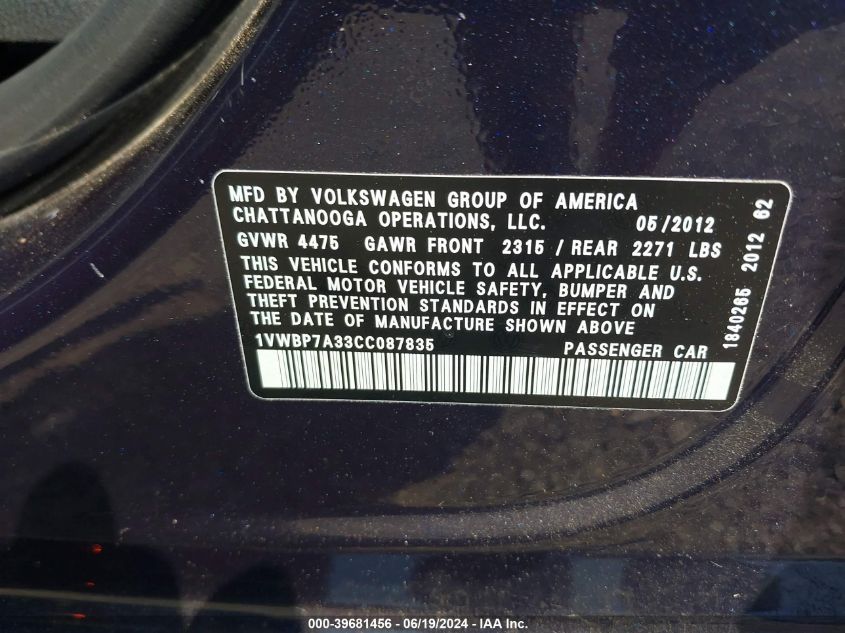 MFD BY VOLKSWAGEN GROUP OF AMERICA
CHATTANOOGA OPERATIONS, LLC. 05/2012
GVWR 4475 GAWR FRONT 2315 / REAR 2271 LBS
THIS VEHICLE CONFORMS TO ALL APPLICABLE U.S.
FEDERAL MOTOR VEHICLE SAFETY, BUMPER AND
THEFT PREVENTION STANDARDS IN EFFECT ON
THE DATE OF MANUFACTURE SHOWN ABOVE
1VWBP7A33CC087835 PASSENGER CAR
1840265 2012 62
000-39681456 - 06/19/2024 - IAA Inc.